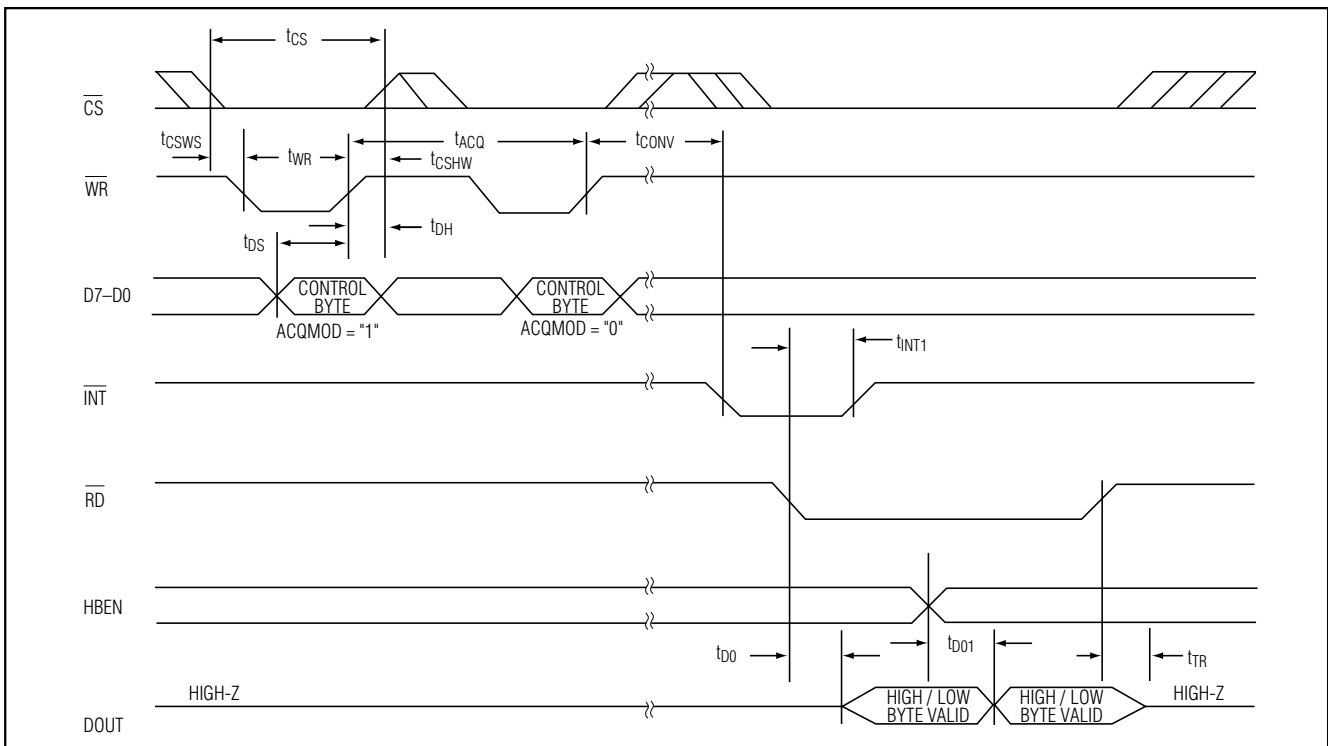 tCS
CS
tCSWS
tWR
tACQ
tCSHW
tCONV
WR
tDS
tDH
D7–D0
CONTROL
BYTE
ACQMOD = "1"
CONTROL
BYTE
ACQMOD = "0"
tINT1
INT
RD
HBEN
tD0
tD01
tTR
HIGH-Z
HIGH / LOW
BYTE VALID
HIGH / LOW
BYTE VALID
HIGH-Z
DOUT